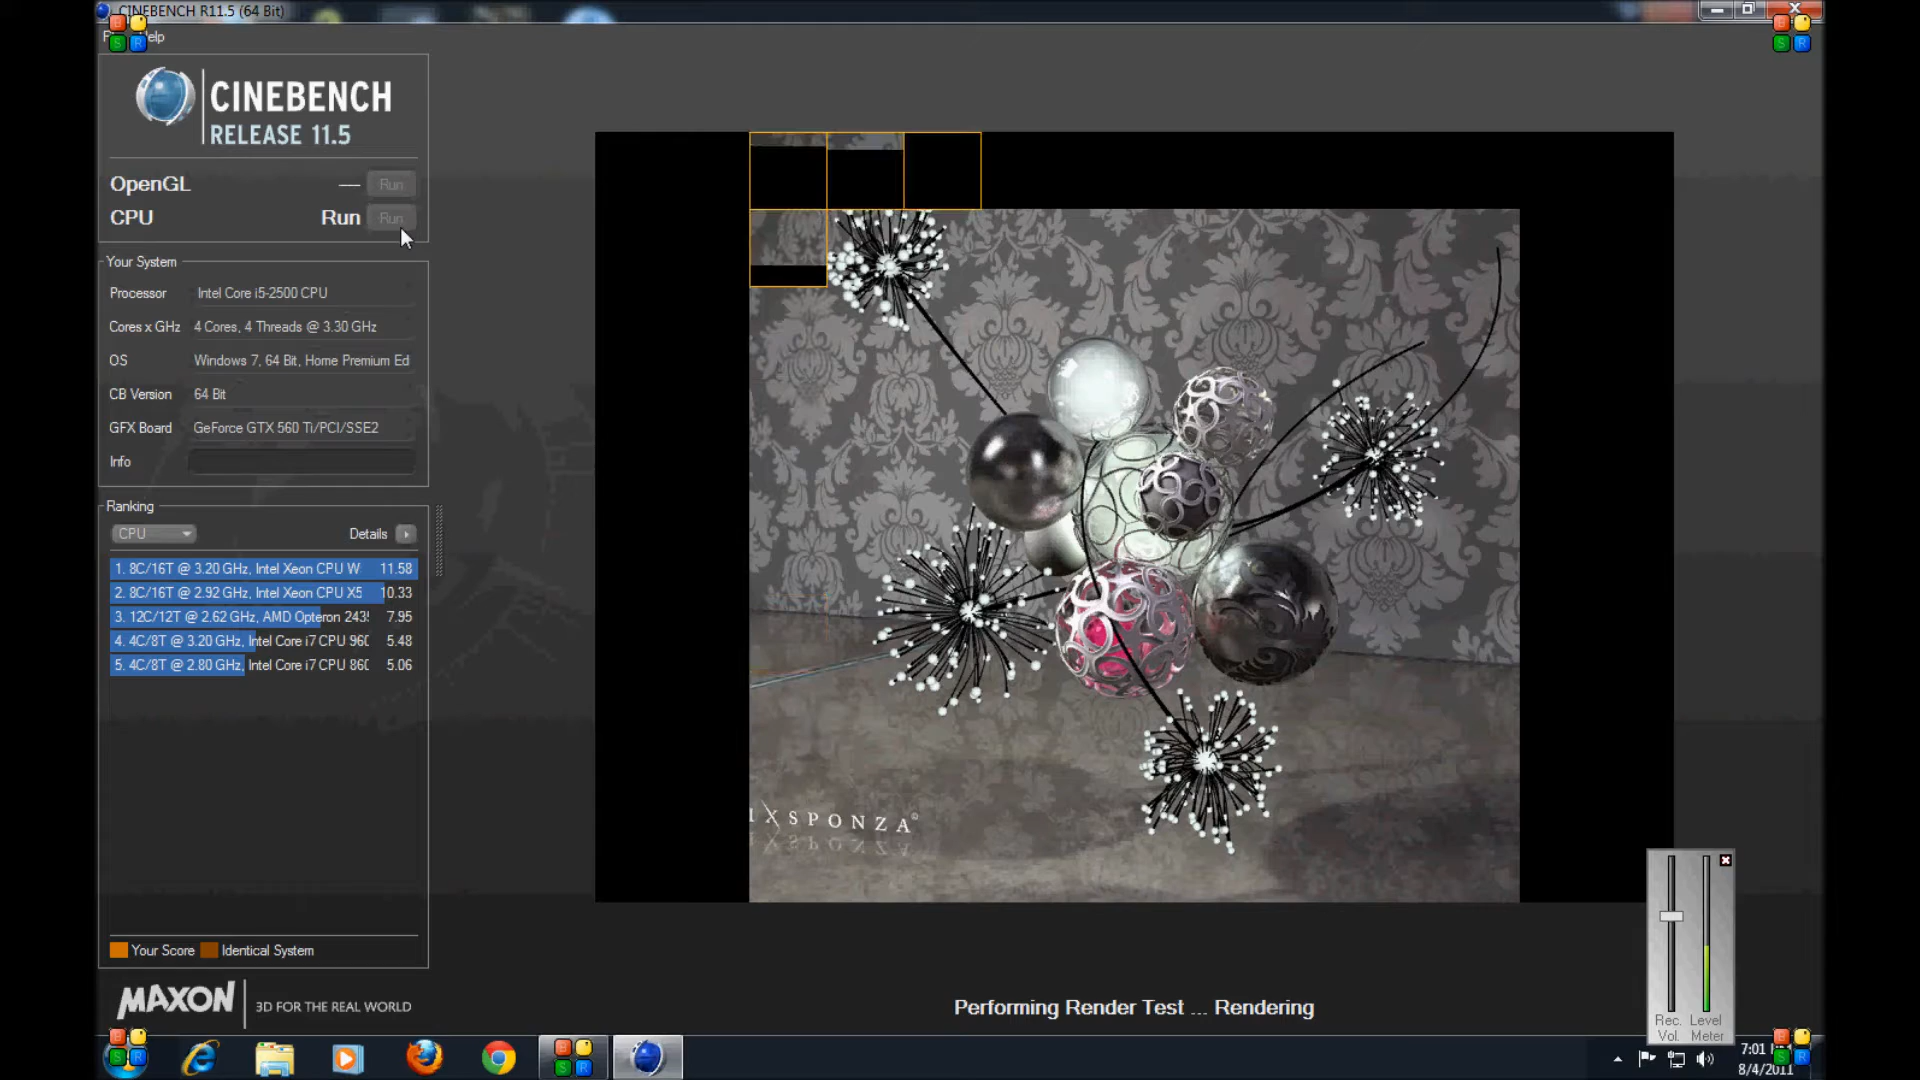 CINEBENCH R11.5 (64 Bit)
Help
CINEBENCH
RELEASE 11.5
OpenGL — Run
CPU Run Run
Your System
Processor Intel Core i5-2500 CPU
Cores x GHz 4 Cores, 4 Threads @ 3.30 GHz
OS Windows 7, 64 Bit, Home Premium Ed
CB Version 64 Bit
GFX Board GeForce GTX 560 Ti/PCI/SSE2
Info
Ranking
CPU Details
1. 8C/16T @ 3.20 GHz, Intel Xeon CPU W 11.58
2. 8C/16T @ 2.92 GHz, Intel Xeon CPU X5 10.33
3. 12C/12T @ 2.62 GHz, AMD Opteron 2435 7.95
4. 4C/8T @ 3.20 GHz, Intel Core i7 CPU 960 5.48
5. 4C/8T @ 2.80 GHz, Intel Core i7 CPU 860 5.06
Your Score Identical System
MAXON 3D FOR THE REAL WORLD
IXSPONZA®
Performing Render Test ... Rendering
Rec. Level
Vol. Meter
7:01
8/4/2011